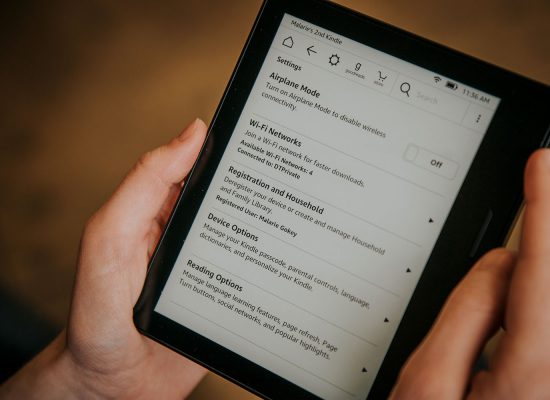 Malarie's 2nd Kindle
11:36 AM
goodreads
store
Search
Settings
Airplane Mode
Turn on Airplane Mode to disable wireless
connectivity.
Off
Wi-Fi Networks
Join a Wi-Fi network for faster downloads.
Available Wi-Fi Networks: 4
Connected to: DTPrivate
Registration and Household
Deregister your device or create and manage Household
and Family Library.
Registered User: Malarie Gokey
Device Options
Manage your Kindle passcode, parental controls, language,
dictionaries, and personalize your Kindle.
Reading Options
Manage language learning features, page refresh. Page
Turn buttons, social networks, and popular highlights.